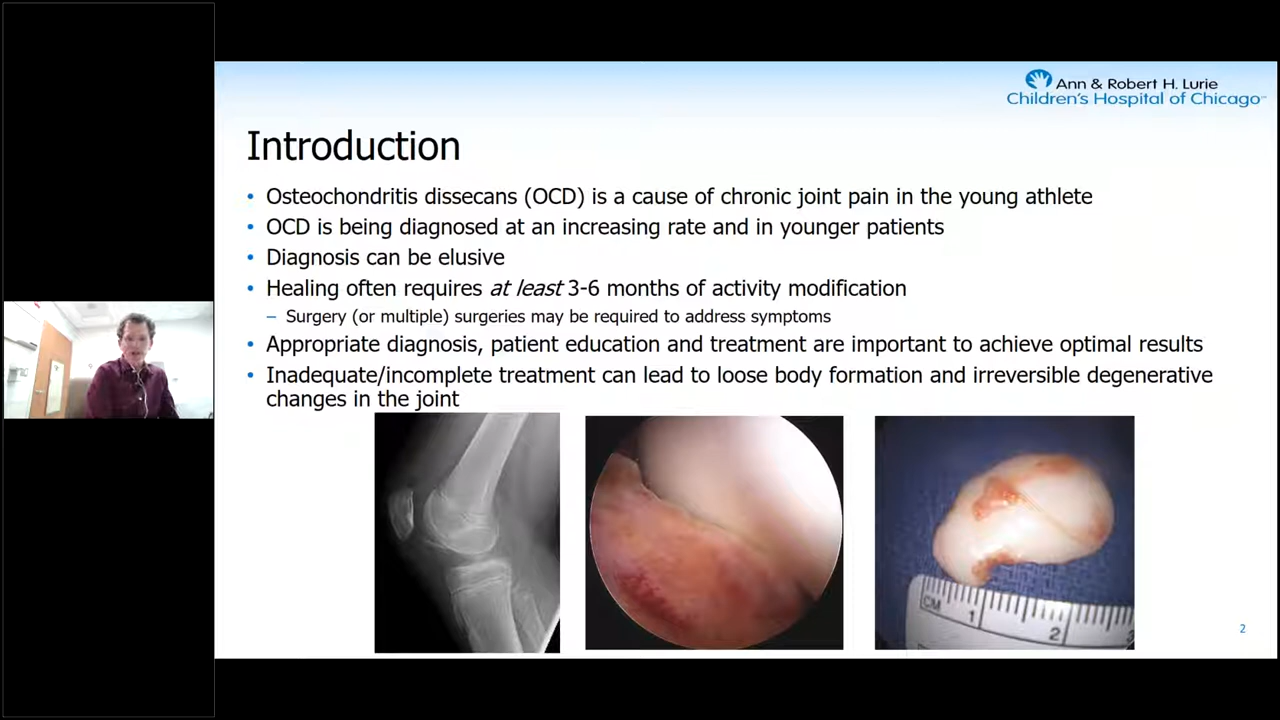 Ann & Robert H. Lurie
Children's Hospital of Chicago
Introduction
• Osteochondritis dissecans (OCD) is a cause of chronic joint pain in the young athlete
• OCD is being diagnosed at an increasing rate and in younger patients
• Diagnosis can be elusive
• Healing often requires at least 3-6 months of activity modification
– Surgery (or multiple) surgeries may be required to address symptoms
• Appropriate diagnosis, patient education and treatment are important to achieve optimal results
• Inadequate/incomplete treatment can lead to loose body formation and irreversible degenerative
changes in the joint
CM 1 2 3
2